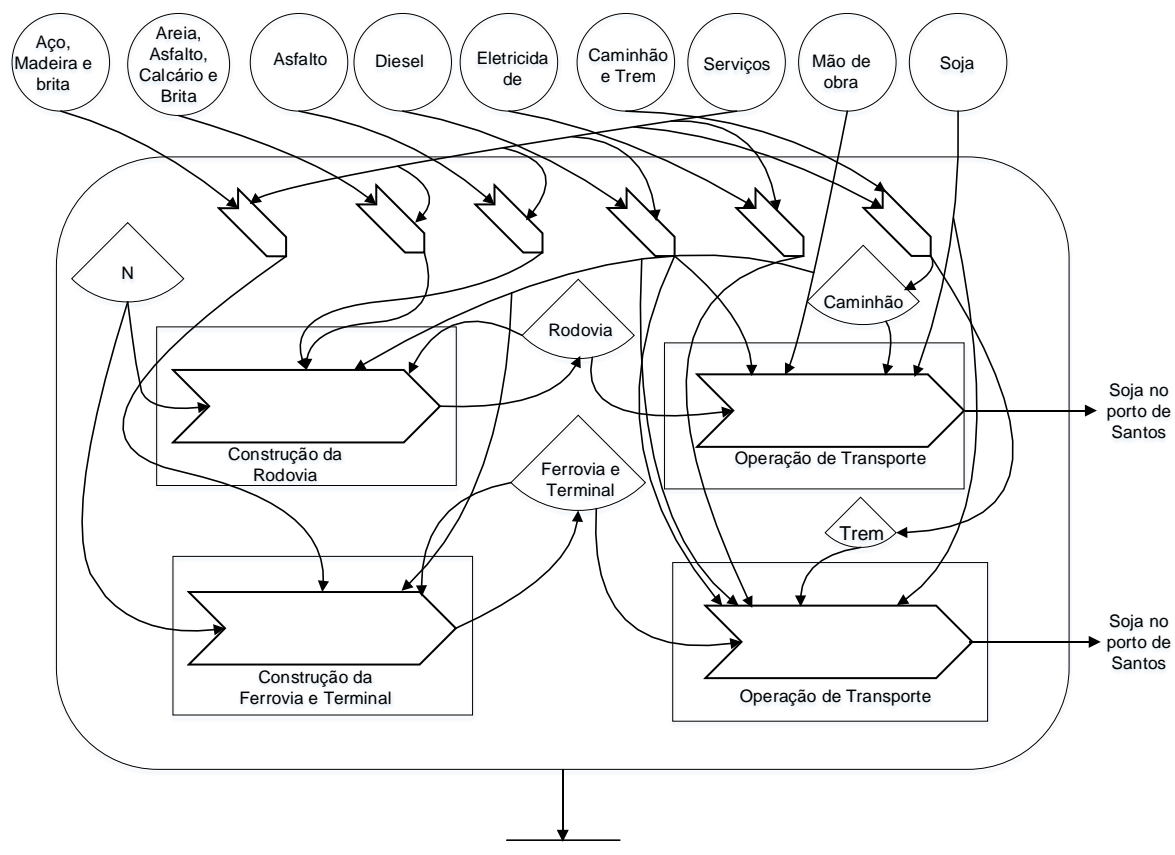 Aço,
Madeira e
brita
Areia,
Asfalto,
Calcário e
Brita
Asfalto
Diesel
Eletricida
de
Caminhão
e Trem
Serviços
Mão de
obra
Soja
N
Caminhão
Rodovia
Construção da
Rodovia
Operação de Transporte
Soja no
porto de
Santos
Ferrovia e
Terminal
Trem
Construção da
Ferrovia e Terminal
Operação de Transporte
Soja no
porto de
Santos